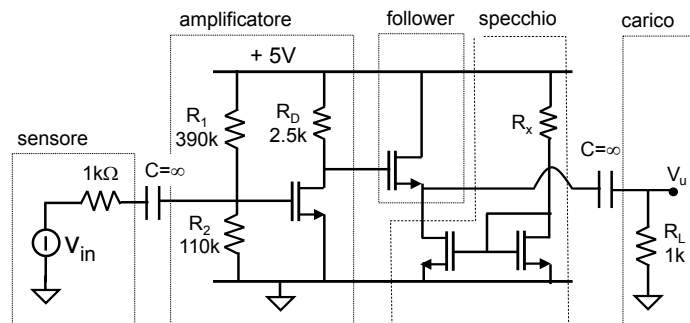 amplificatore
follower
specchio
carico
+ 5V
R1
390k
RD
2.5k
Rx
sensore
1kΩ
C=∞
C=∞
Vu
R2
110k
RL
1k
vin